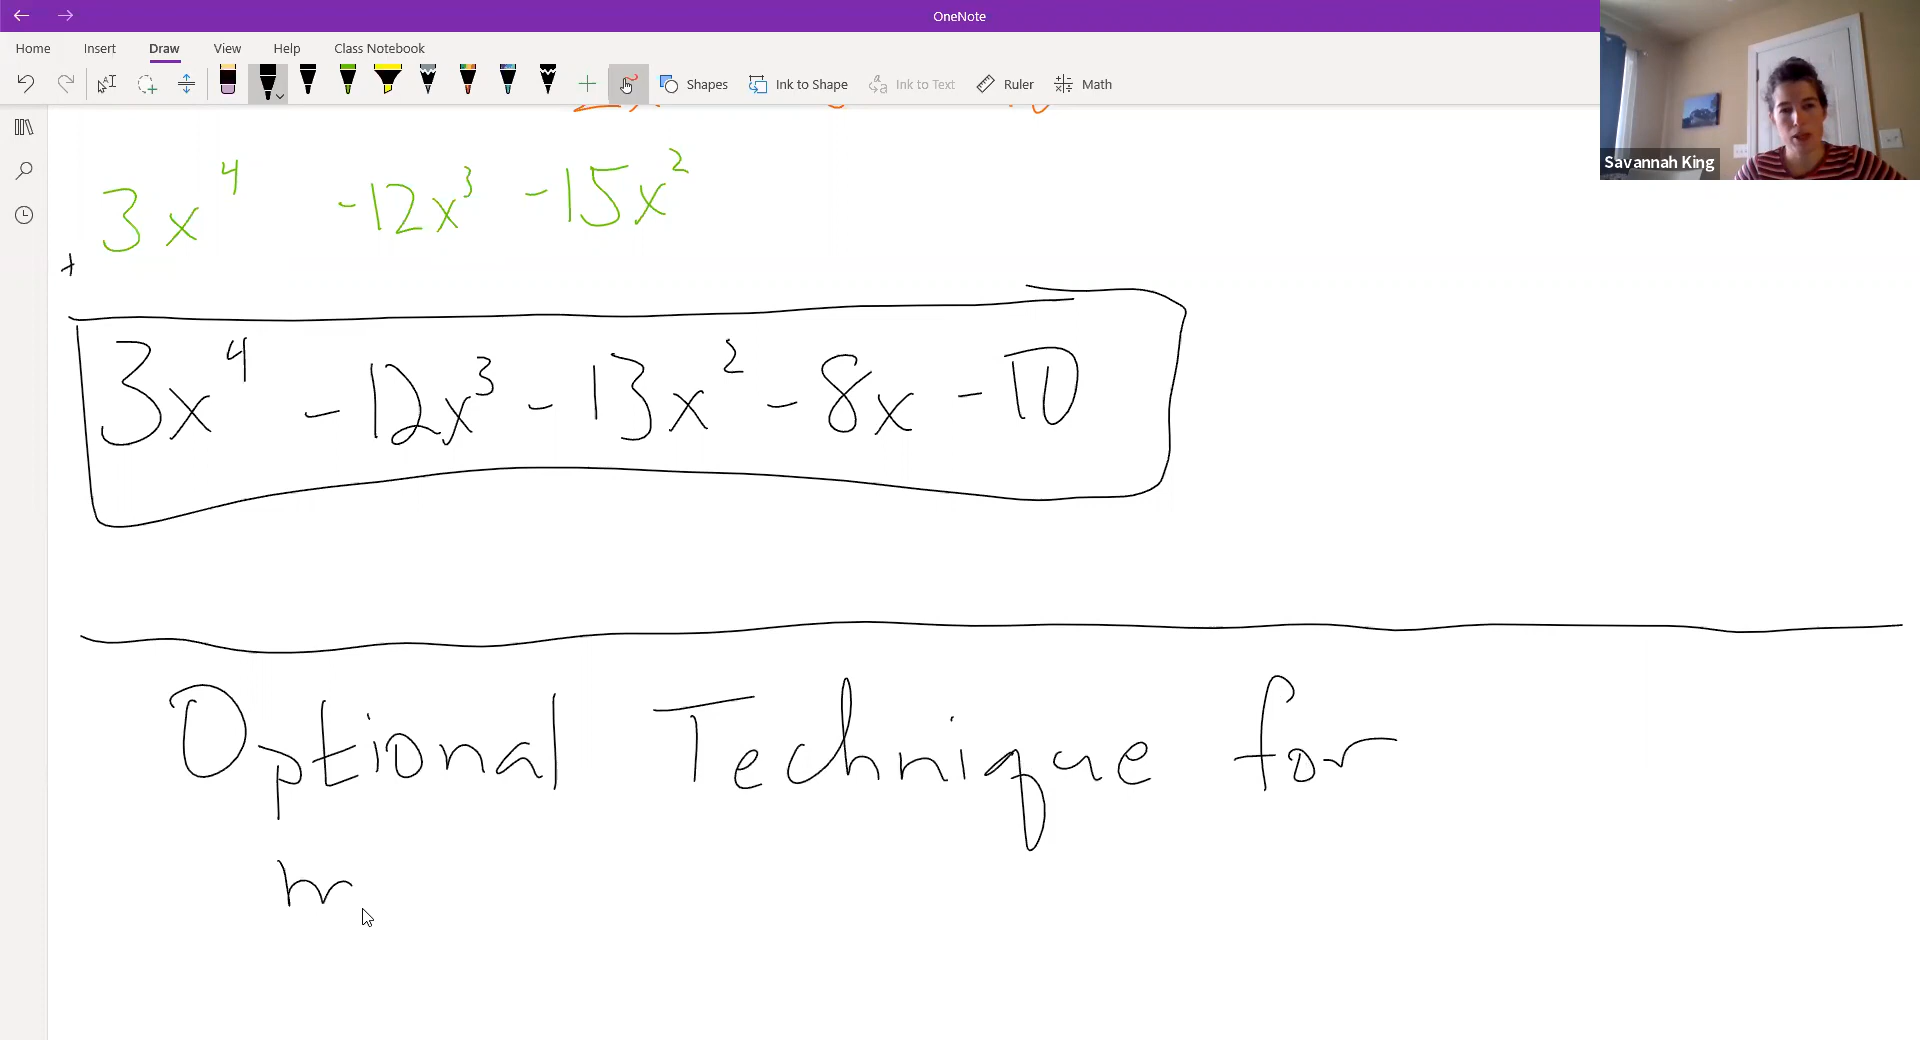 OneNote
Home Insert Draw View Help Class Notebook
Shapes Ink to Shape Ink to Text Ruler Math
Savannah King
3x⁴ -12x³ -15x²
+
3x⁴ - 12x³ - 13x² - 8x - 10
Optional Technique for